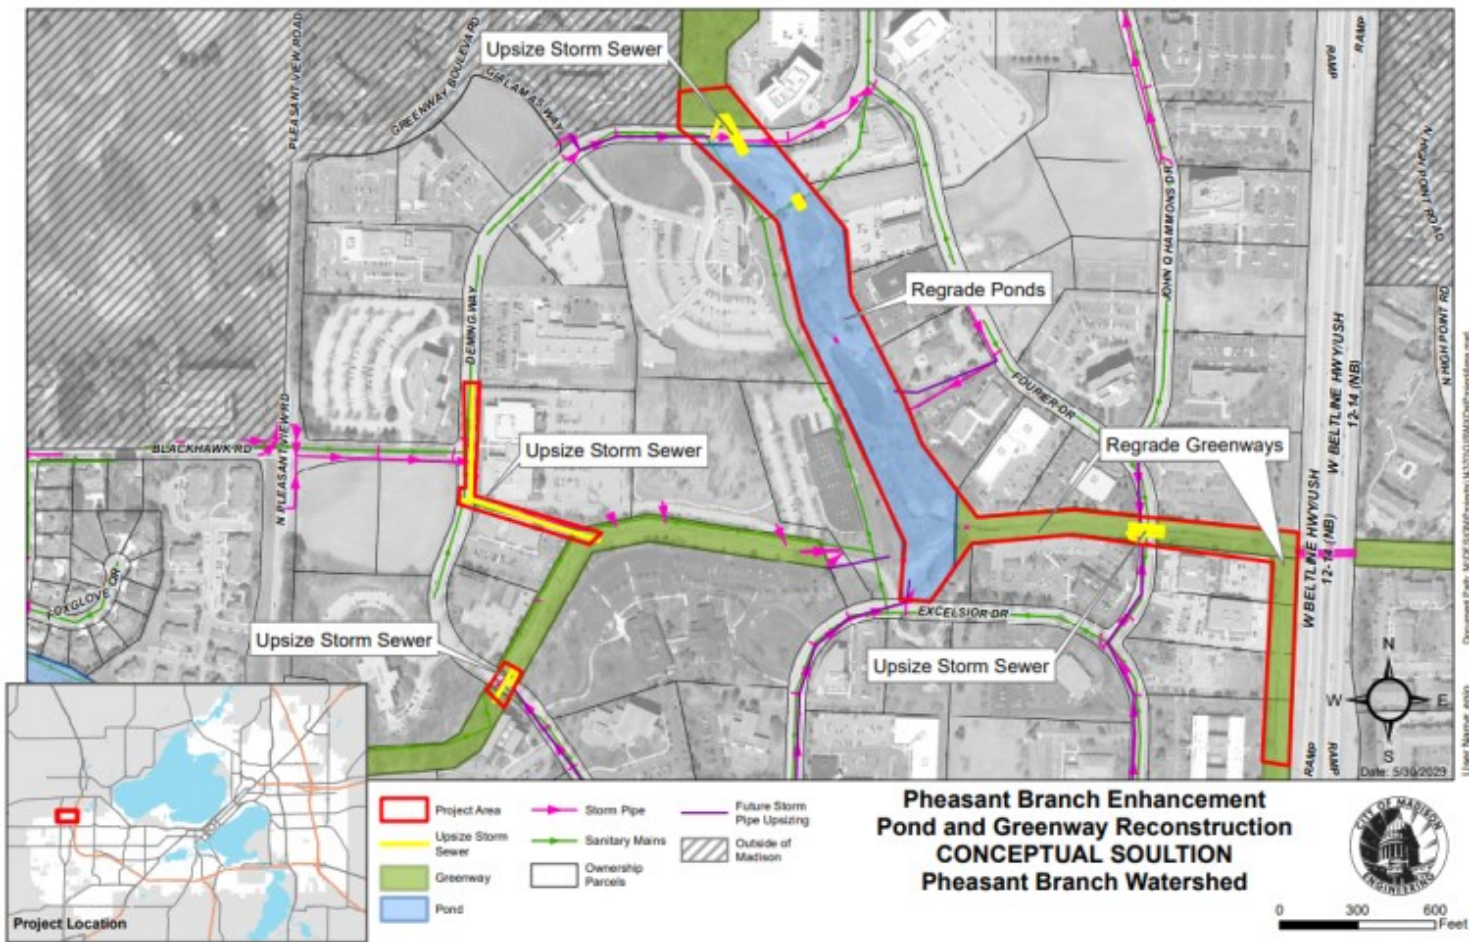 Upsize Storm Sewer
PLEASANT VIEW ROAD
GREENWAY BOULEVARD
GIALAMAS WAY
RAMP
RAMP
N HIGH POINT ROAD
JOHN Q HAMMONS DR
DEMING WAY
Regrade Ponds
N HIGH POINT RD
W BELTLINE HWY/USH
12-14 (NB)
FOURIER DR
N PLEASANT VIEW RD
BLACKHAWK RD
Upsize Storm Sewer
Regrade Greenways
W BELTLINE HWY/USH
12-14 (NB)
FOXGLOVE CIR
EXCELSIOR DR
Upsize Storm Sewer
Upsize Storm Sewer
N
W
E
S
RAMP
RAMP
Date: 5/30/2023
Project Location
Project Area
Upsize Storm
Sewer
Greenway
Pond
Storm Pipe
Sanitary Mains
Ownership
Parcels
Future Storm
Pipe Upsizing
Outside of
Madison
Pheasant Branch Enhancement
Pond and Greenway Reconstruction
CONCEPTUAL SOULTION
Pheasant Branch Watershed
CITY OF MADISON
ENGINEERING
0 300 600
Feet